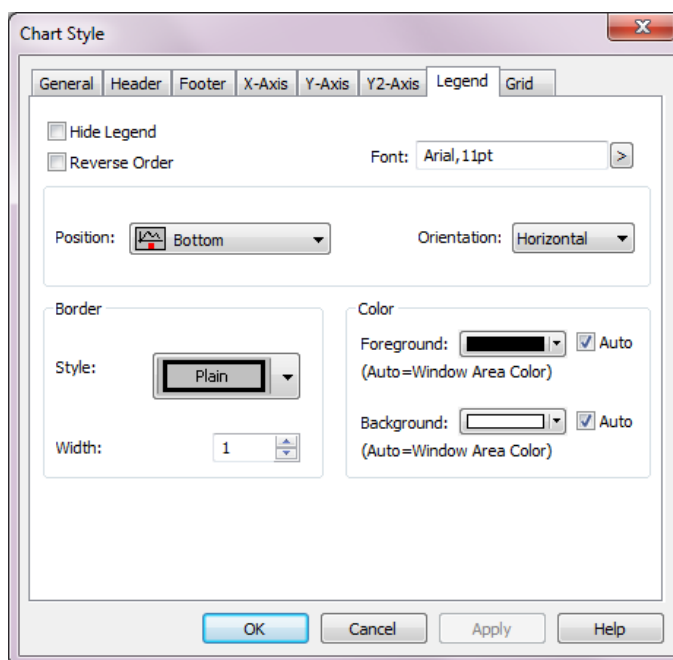 Chart Style
General Header Footer X-Axis Y-Axis Y2-Axis Legend Grid
Hide Legend
Reverse Order
Font: Arial,11pt >
Position: Bottom Orientation: Horizontal
Border
Style: Plain
Width: 1
Color
Foreground: Auto
(Auto=Window Area Color)
Background: Auto
(Auto=Window Area Color)
OK Cancel Apply Help